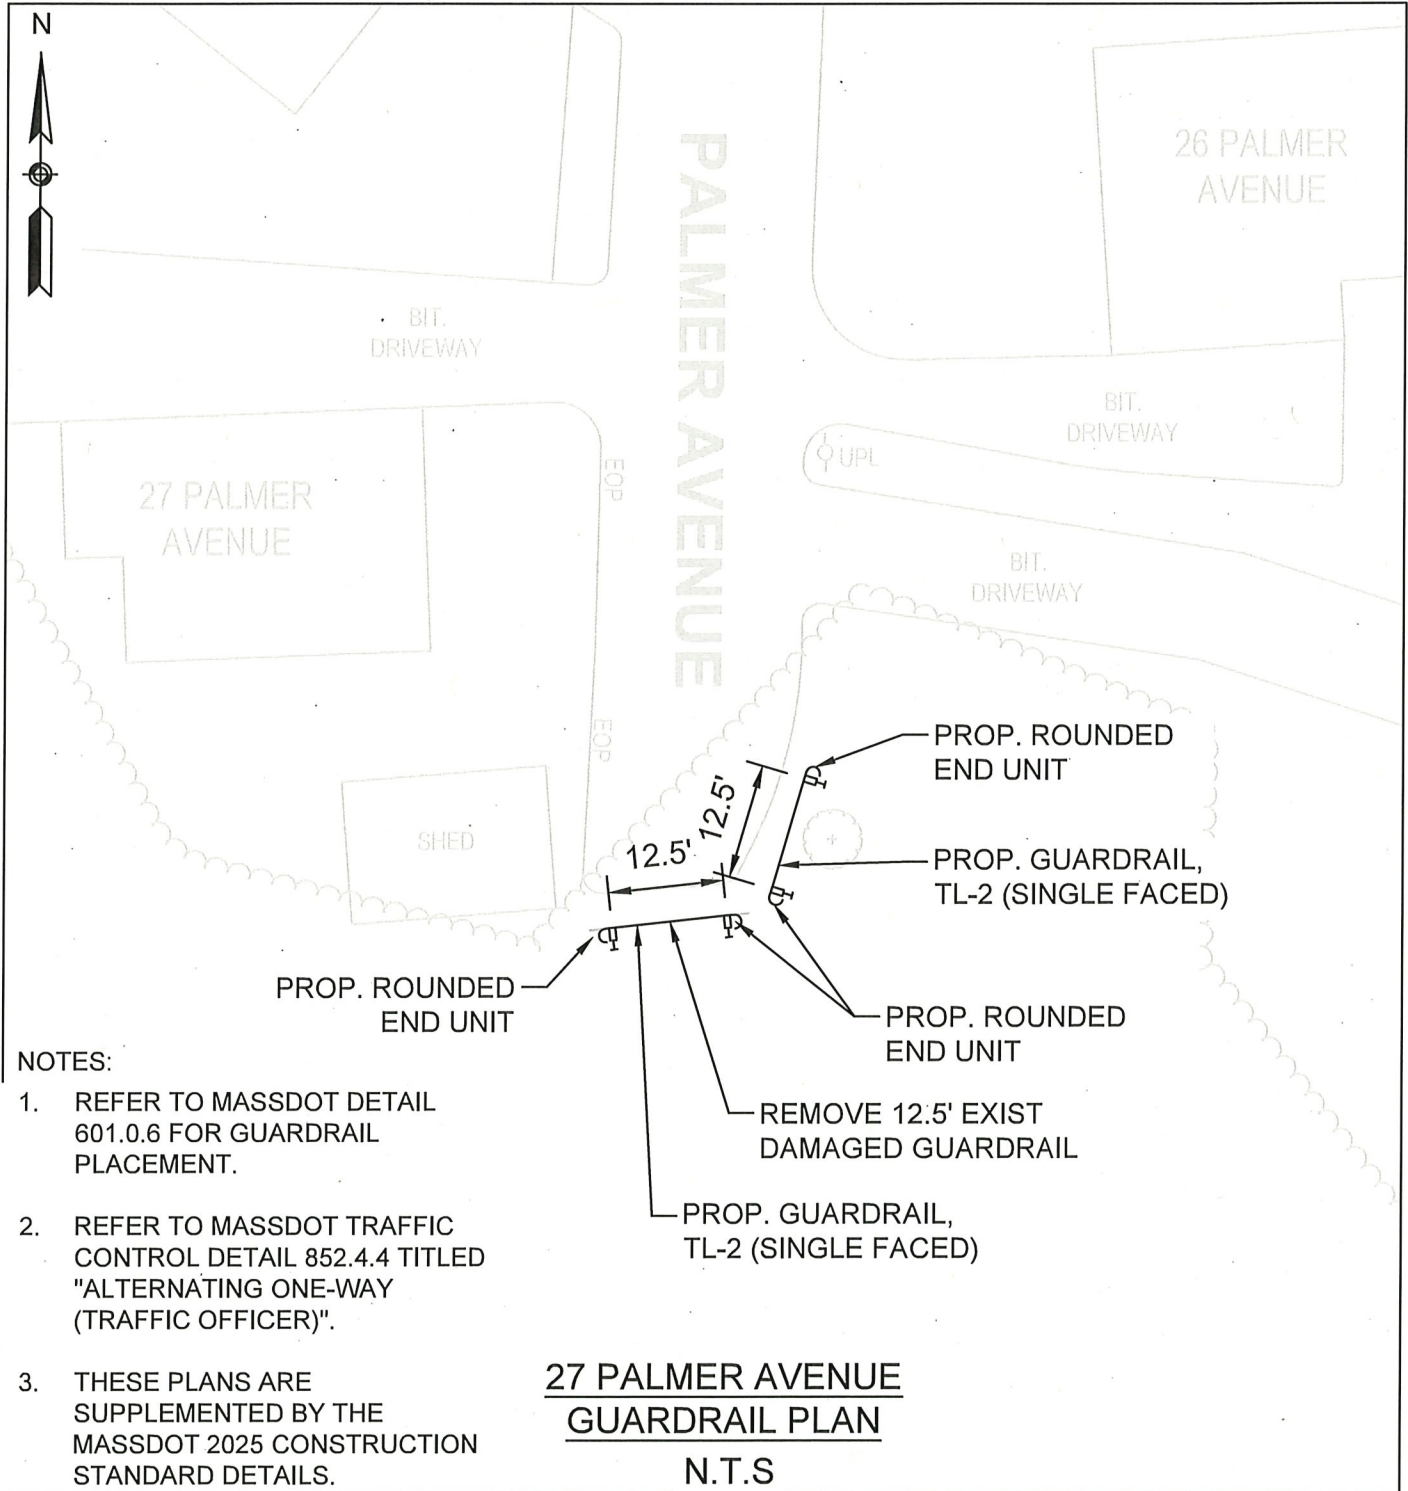 N
PALMER AVENUE
26 PALMER
AVENUE
BIT.
DRIVEWAY
BIT.
DRIVEWAY
UPL
EOP
27 PALMER
AVENUE
BIT.
DRIVEWAY
EOP
SHED
12.5'
12.5'
PROP. ROUNDED
END UNIT
PROP. GUARDRAIL,
TL-2 (SINGLE FACED)
PROP. ROUNDED
END UNIT
PROP. ROUNDED
END UNIT
REMOVE 12.5' EXIST
DAMAGED GUARDRAIL
PROP. GUARDRAIL,
TL-2 (SINGLE FACED)
NOTES:
1. REFER TO MASSDOT DETAIL
601.0.6 FOR GUARDRAIL
PLACEMENT.
2. REFER TO MASSDOT TRAFFIC
CONTROL DETAIL 852.4.4 TITLED
"ALTERNATING ONE-WAY
(TRAFFIC OFFICER)".
3. THESE PLANS ARE
SUPPLEMENTED BY THE
MASSDOT 2025 CONSTRUCTION
STANDARD DETAILS.
27 PALMER AVENUE
GUARDRAIL PLAN
N.T.S